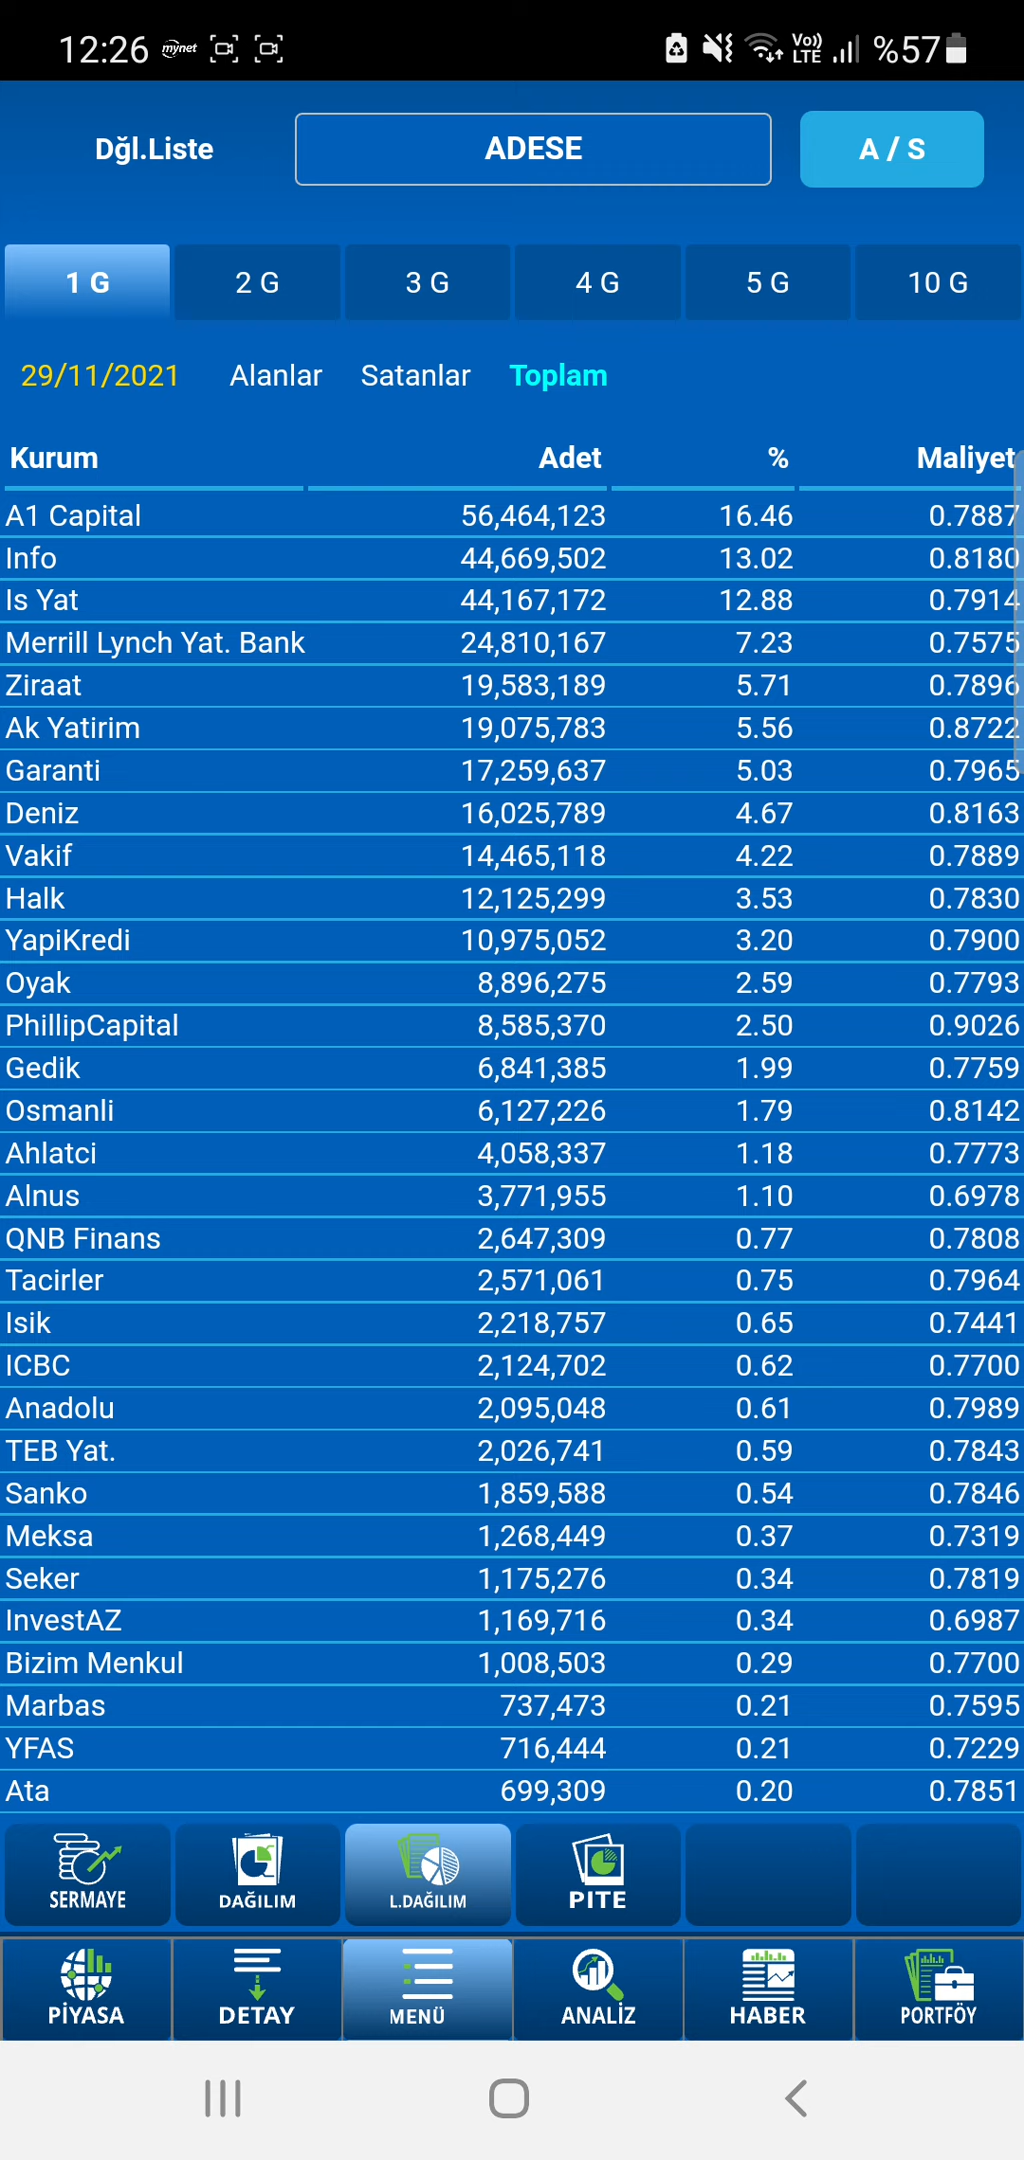 12:26 mynet Vo)) LTE %57
Dğl.Liste ADESE A / S
1 G 2 G 3 G 4 G 5 G 10 G
29/11/2021 Alanlar Satanlar Toplam
Kurum Adet % Maliyet
A1 Capital 56,464,123 16.46 0.7887
Info 44,669,502 13.02 0.8180
Is Yat 44,167,172 12.88 0.7914
Merrill Lynch Yat. Bank 24,810,167 7.23 0.7575
Ziraat 19,583,189 5.71 0.7896
Ak Yatirim 19,075,783 5.56 0.8722
Garanti 17,259,637 5.03 0.7965
Deniz 16,025,789 4.67 0.8163
Vakif 14,465,118 4.22 0.7889
Halk 12,125,299 3.53 0.7830
YapiKredi 10,975,052 3.20 0.7900
Oyak 8,896,275 2.59 0.7793
PhillipCapital 8,585,370 2.50 0.9026
Gedik 6,841,385 1.99 0.7759
Osmanli 6,127,226 1.79 0.8142
Ahlatci 4,058,337 1.18 0.7773
Alnus 3,771,955 1.10 0.6978
QNB Finans 2,647,309 0.77 0.7808
Tacirler 2,571,061 0.75 0.7964
Isik 2,218,757 0.65 0.7441
ICBC 2,124,702 0.62 0.7700
Anadolu 2,095,048 0.61 0.7989
TEB Yat. 2,026,741 0.59 0.7843
Sanko 1,859,588 0.54 0.7846
Meksa 1,268,449 0.37 0.7319
Seker 1,175,276 0.34 0.7819
InvestAZ 1,169,716 0.34 0.6987
Bizim Menkul 1,008,503 0.29 0.7700
Marbas 737,473 0.21 0.7595
YFAS 716,444 0.21 0.7229
Ata 699,309 0.20 0.7851
SERMAYE DAĞILIM L.DAĞILIM PITE
PİYASA DETAY MENÜ ANALİZ HABER PORTFÖY